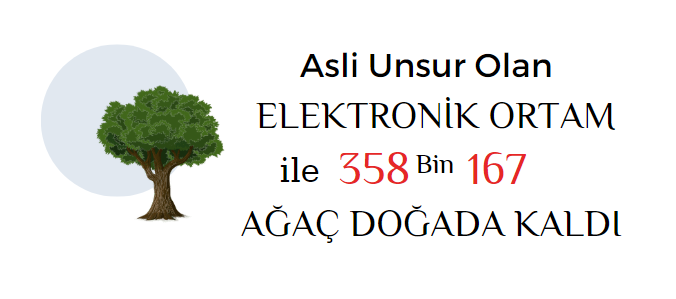 Asli Unsur Olan
ELEKTRONİK ORTAM
ile 358 Bin 167
AĞAÇ DOĞADA KALDI